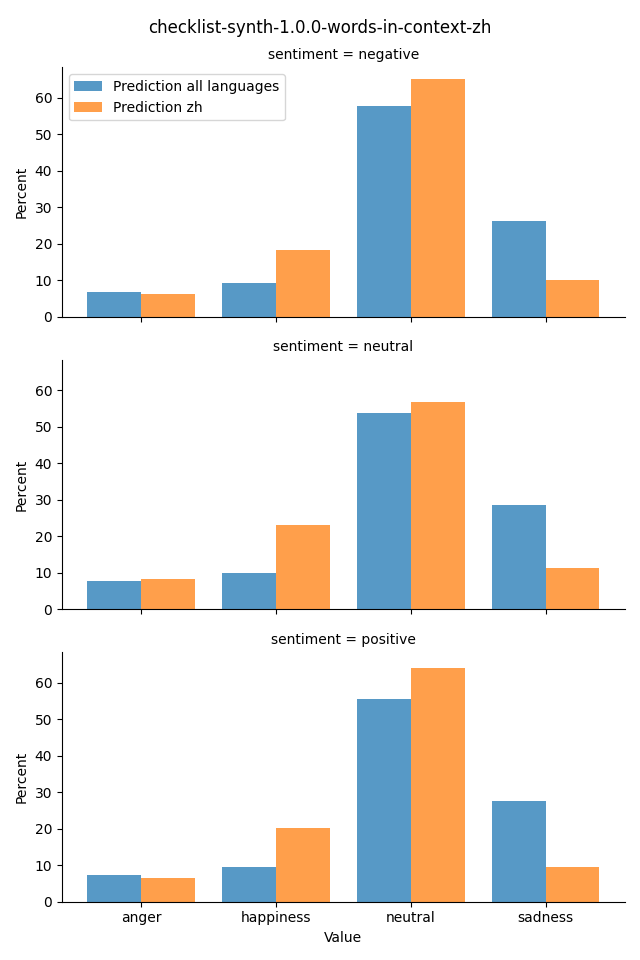 checklist-synth-1.0.0-words-in-context-zh
sentiment = negative
Prediction all languages
Prediction zh
Percent
60
50
40
30
20
10
0
sentiment = neutral
Percent
60
50
40
30
20
10
0
sentiment = positive
Percent
60
50
40
30
20
10
0
anger happiness neutral sadness
Value